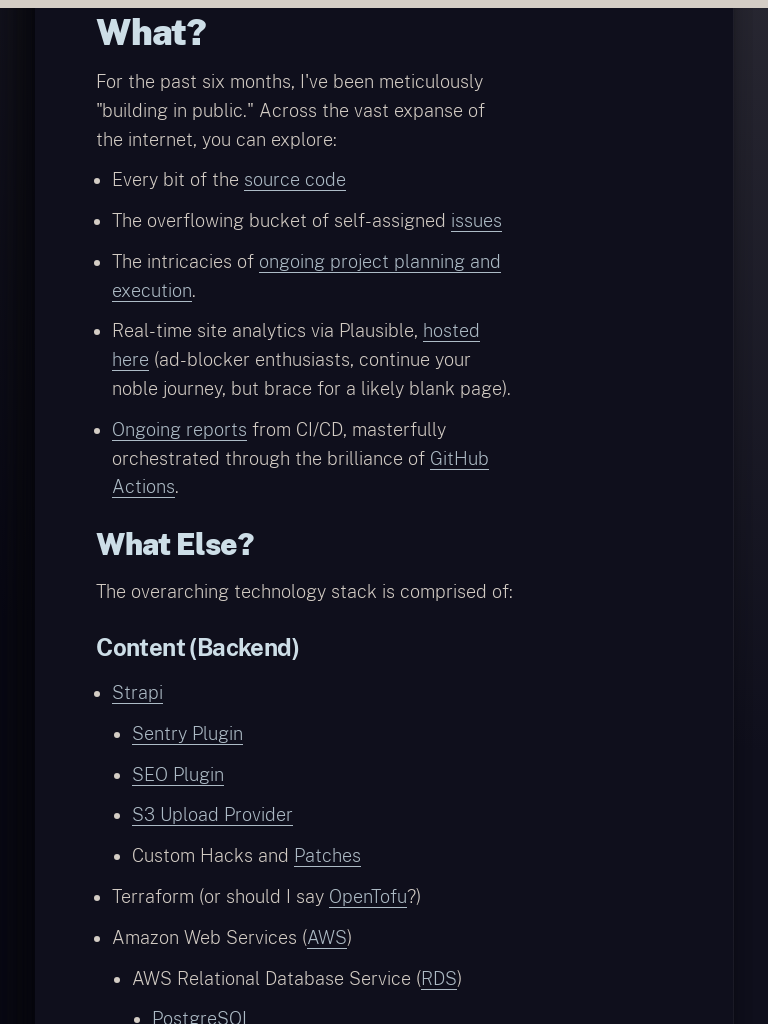 What?
For the past six months, I've been meticulously
"building in public." Across the vast expanse of
the internet, you can explore:
Every bit of the source code
The overflowing bucket of self-assigned issues
The intricacies of ongoing project planning and
execution.
Real-time site analytics via Plausible, hosted
here (ad-blocker enthusiasts, continue your
noble journey, but brace for a likely blank page).
Ongoing reports from CI/CD, masterfully
orchestrated through the brilliance of GitHub
Actions.
What Else?
The overarching technology stack is comprised of:
Content (Backend)
Strapi
Sentry Plugin
SEO Plugin
S3 Upload Provider
Custom Hacks and Patches
Terraform (or should I say OpenTofu?)
Amazon Web Services (AWS)
AWS Relational Database Service (RDS)
PostgreSQL